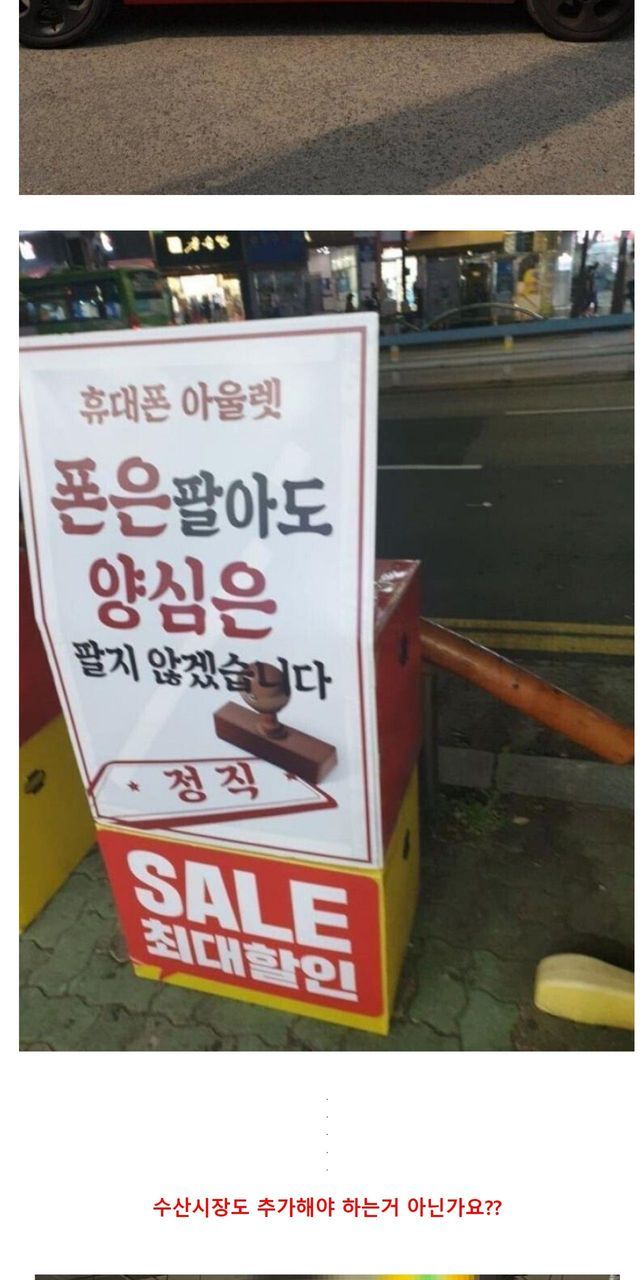 휴대폰 아울렛
폰은팔아도
양심은
팔지 않겠습니다
정직
SALE
최대할인
수산시장도 추가해야 하는거 아닌가요??